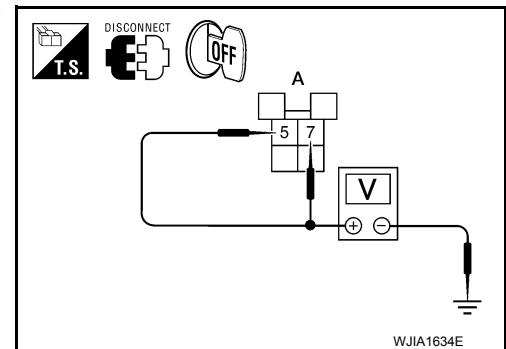 DISCONNECT
T.S.
OFF
A
5 7
V
+ −
WJIA1634E